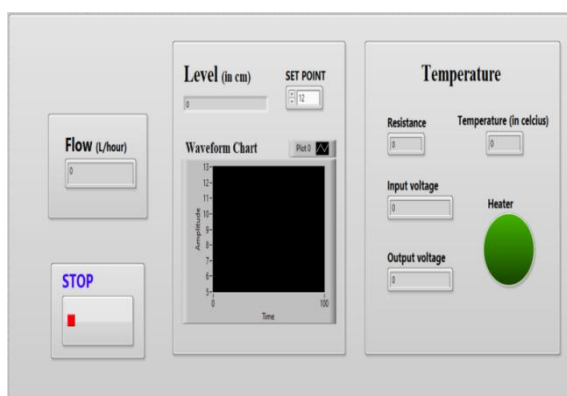 Flow (L/hour)
0
STOP
Level (in cm)
0
SET POINT
12
Waveform Chart
Plot 0
Amplitude
13
12
11
10
9
8
7
6
5
0
100
Time
Temperature
Resistance
0
Temperature (in celcius)
0
Input voltage
0
Heater
Output voltage
0